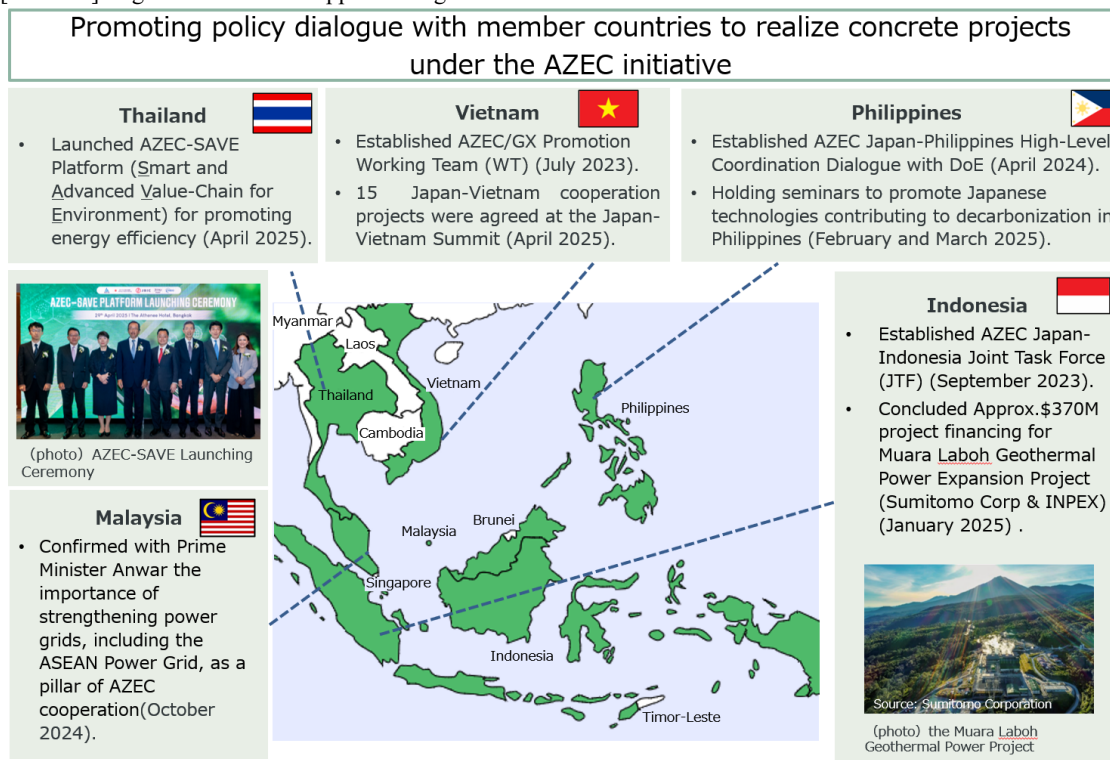 Promoting policy dialogue with member countries to realize concrete projects
under the AZEC initiative
Thailand
• Launched AZEC-SAVE
Platform (Smart and
Advanced Value-Chain for
Environment) for promoting
energy efficiency (April 2025).
Vietnam
• Established AZEC/GX Promotion
Working Team (WT) (July 2023).
• 15 Japan-Vietnam cooperation
projects were agreed at the Japan-
Vietnam Summit (April 2025).
Philippines
• Established AZEC Japan-Philippines High-Level
Coordination Dialogue with DoE (April 2024).
• Holding seminars to promote Japanese
technologies contributing to decarbonization in
Philippines (February and March 2025).
AZEC-SAVE PLATFORM LAUNCHING CEREMONY
(photo) AZEC-SAVE Launching
Ceremony
Malaysia
• Confirmed with Prime
Minister Anwar the
importance of
strengthening power
grids, including the
ASEAN Power Grid, as a
pillar of AZEC
cooperation(October
2024).
Myanmar
Laos
Thailand
Vietnam
Cambodia
Philippines
Brunei
Malaysia
Singapore
Indonesia
Timor-Leste
Indonesia
• Established AZEC Japan-
Indonesia Joint Task Force
(JTF) (September 2023).
• Concluded Approx.$370M
project financing for
Muara Laboh Geothermal
Power Expansion Project
(Sumitomo Corp & INPEX)
(January 2025) .
Source: Sumitomo Corporation
(photo) the Muara Laboh
Geothermal Power Project